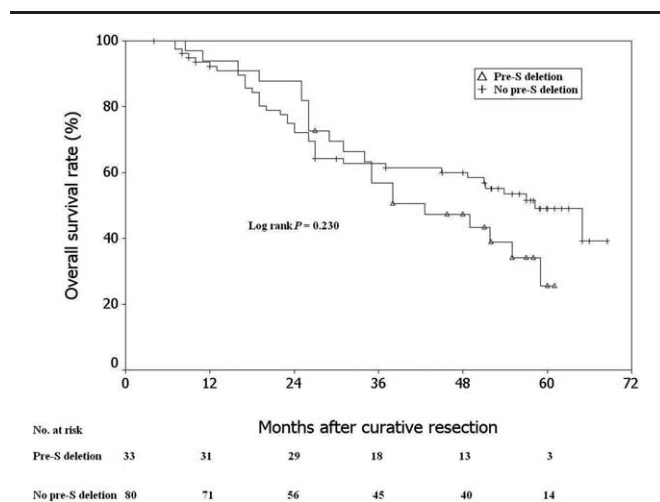 100
80
60
40
20
0
Overall survival rate (%)
Pre-S deletion
No pre-S deletion
Log rank P = 0.230
0 12 24 36 48 60 72
Months after curative resection
No. at risk
Pre-S deletion 33 31 29 18 13 3
No pre-S deletion 80 71 56 45 40 14